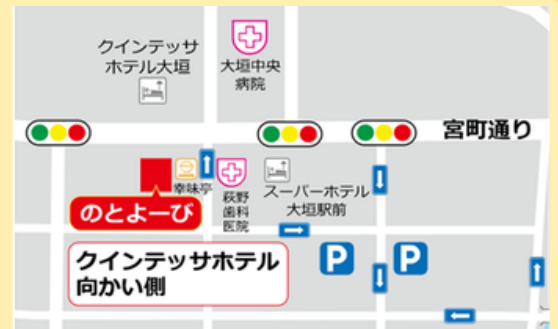 クインテッサ
ホテル大垣
大垣中央
病院
宮町通り
幸味亭
荻野
歯科
医院
スーパーホテル
大垣駅前
のとよーび
クインテッサホテル
向かい側
P
P